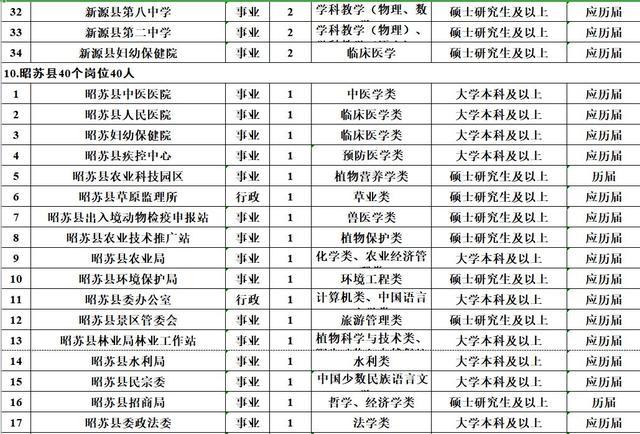 32 新源县第八中学 事业 2 学科教学（物理、数 硕士研究生及以上 应历届
33 新源县第二中学 事业 2 学科教学（物理）、 硕士研究生及以上 应历届
34 新源县妇幼保健院 事业 2 临床医学 硕士研究生及以上 应历届
10.昭苏县40个岗位40人
1 昭苏县中医医院 事业 1 中医学类 大学本科及以上 应历届
2 昭苏县人民医院 事业 1 临床医学类 大学本科及以上 应历届
3 昭苏妇幼保健院 事业 1 临床医学类 大学本科及以上 应历届
4 昭苏县疾控中心 事业 1 预防医学类 大学本科及以上 应历届
5 昭苏县农业科技园区 事业 1 植物营养学类 硕士研究生及以上 历届
6 昭苏县草原监理所 行政 1 草业类 硕士研究生及以上 应历届
7 昭苏县出入境动物检疫申报站 事业 1 兽医学类 硕士研究生及以上 应历届
8 昭苏县农业技术推广站 事业 1 植物保护类 硕士研究生及以上 应历届
9 昭苏县农业局 事业 1 化学类、农业经济管 大学本科及以上 应历届
10 昭苏县环境保护局 事业 1 环境工程类 硕士研究生及以上 应历届
11 昭苏县委办公室 行政 1 计算机类、中国语言 大学本科及以上 应历届
12 昭苏县景区管委会 事业 1 旅游管理类 硕士研究生及以上 应历届
13 昭苏县林业局林业工作站 事业 1 植物科学与技术类、 大学本科及以上 应历届
14 昭苏县水利局 事业 1 水利类 大学本科及以上 应历届
15 昭苏县民宗委 事业 1 中国少数民族语言文 大学本科及以上 应历届
16 昭苏县招商局 事业 1 哲学、经济学类 硕士研究生及以上 历届
17 昭苏县委政法委 事业 1 法学类 大学本科及以上 应历届